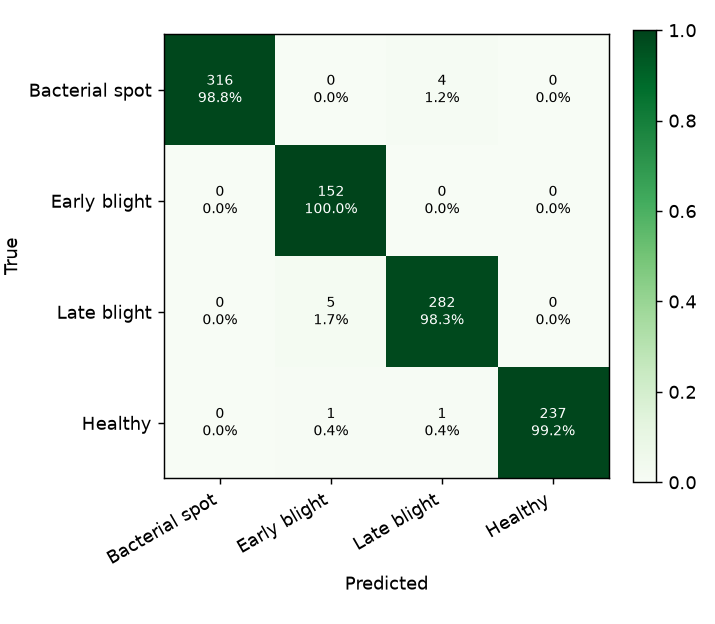 1.0
316 0 4 0
Bacterial spot
98.8% 0.0% 1.2% 0.0%
0.8
0 152 0 0
Early blight
0.0% 100.0% 0.0% 0.0%
0.6
True
0 5 282 0
Late blight
0.0% 1.7% 98.3% 0.0%
0.4
0.2
0 1 1 237
Healthy
0.0% 0.4% 0.4% 99.2%
0.0
Bacterial spot Early blight Late blight Healthy
Predicted